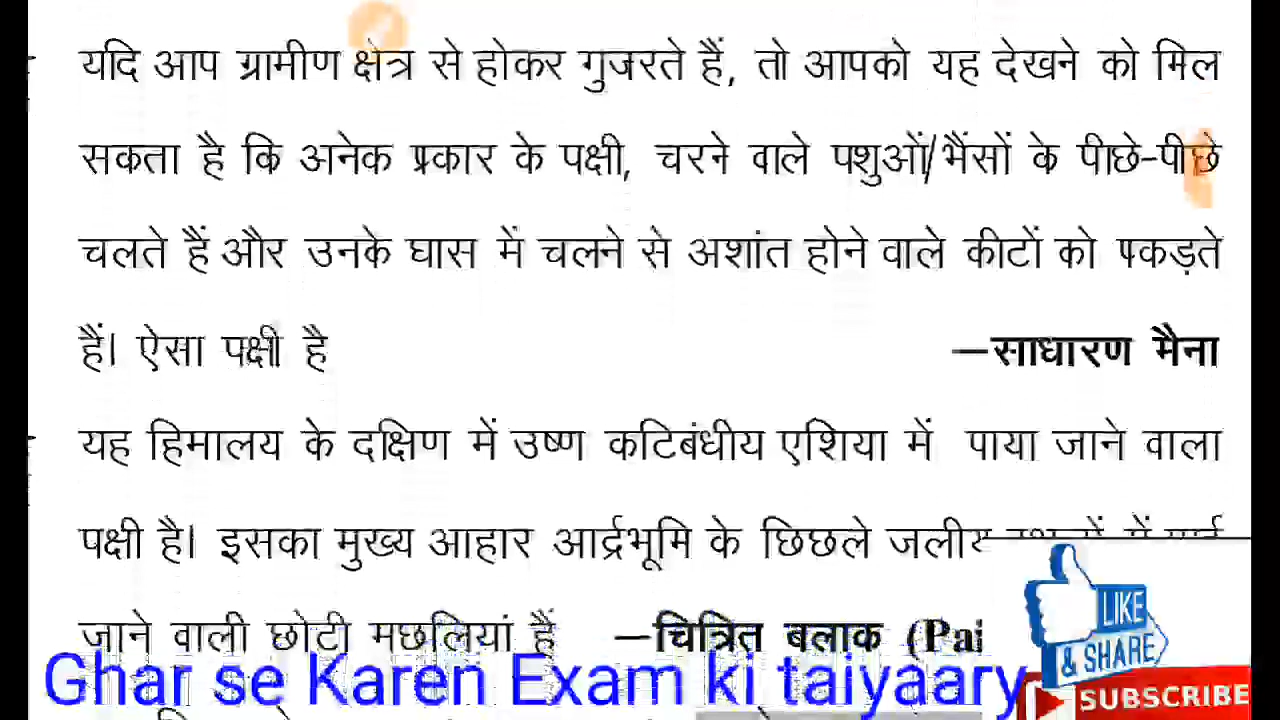 यदि आप ग्रामीण क्षेत्र से होकर गुजरते हैं, तो आपको यह देखने को मिल
सकता है कि अनेक प्रकार के पक्षी, चरने वाले पशुओं/भैंसों के पीछे-पीछे
चलते हैं और उनके घास में चलने से अशांत होने वाले कीटों को पकड़ते
हैं। ऐसा पक्षी है —साधारण मैना
यह हिमालय के दक्षिण में उष्ण कटिबंधीय एशिया में पाया जाने वाला
पक्षी है। इसका मुख्य आहार आर्द्रभूमि के छिछले जलीय
जाने वाली छोटी मछलियां हैं —चित्रित बलाक (Pai
LIKE
& SHARE
Ghar se Karen Exam ki taiyaary
SUBSCRIBE